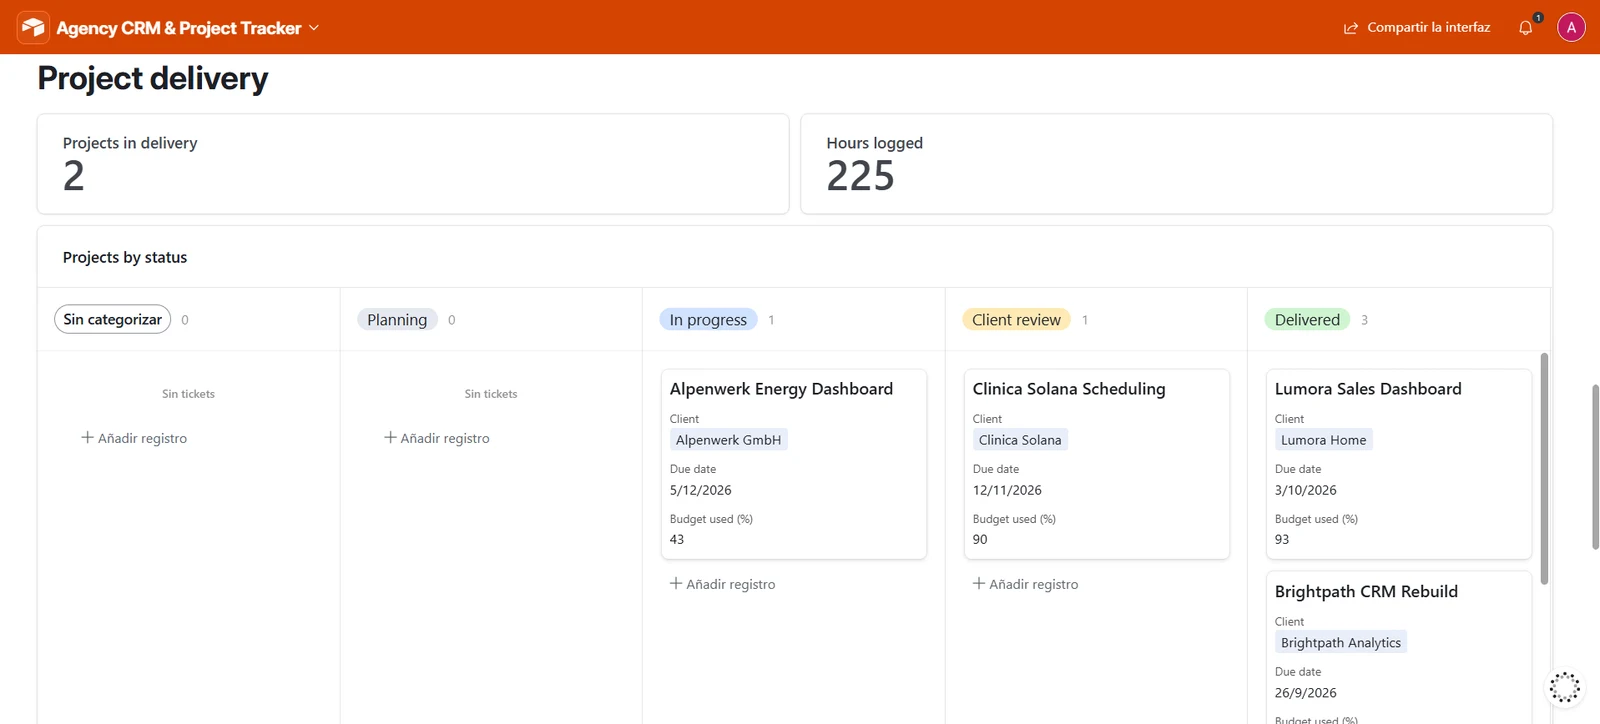 Agency CRM & Project Tracker
Compartir la interfaz
1
A
Project delivery
Projects in delivery
2
Hours logged
225
Projects by status
Sin categorizar 0
Planning 0
In progress 1
Client review 1
Delivered 3
Sin tickets
+ Añadir registro
Sin tickets
+ Añadir registro
Alpenwerk Energy Dashboard
Client
Alpenwerk GmbH
Due date
5/12/2026
Budget used (%)
43
+ Añadir registro
Clinica Solana Scheduling
Client
Clinica Solana
Due date
12/11/2026
Budget used (%)
90
+ Añadir registro
Lumora Sales Dashboard
Client
Lumora Home
Due date
3/10/2026
Budget used (%)
93
Brightpath CRM Rebuild
Client
Brightpath Analytics
Due date
26/9/2026
Budget used (%)